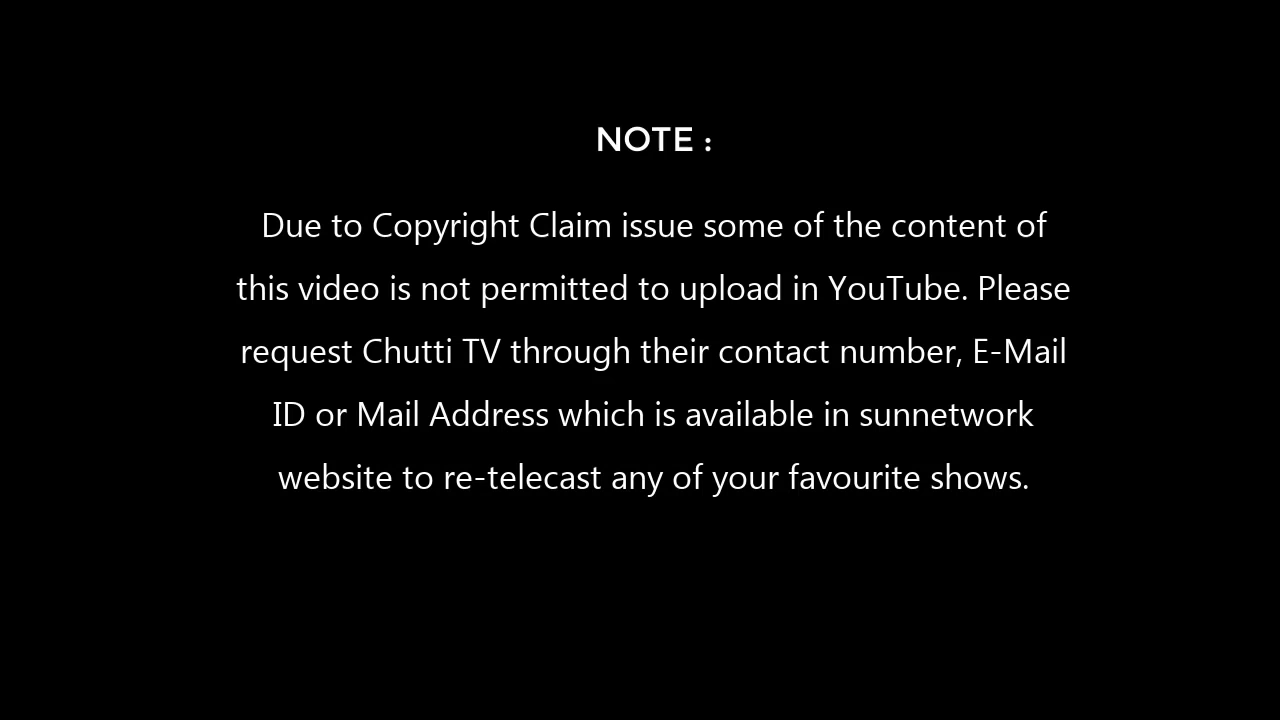 NOTE :
Due to Copyright Claim issue some of the content of
this video is not permitted to upload in YouTube. Please
request Chutti TV through their contact number, E-Mail
ID or Mail Address which is available in sunnetwork
website to re-telecast any of your favourite shows.